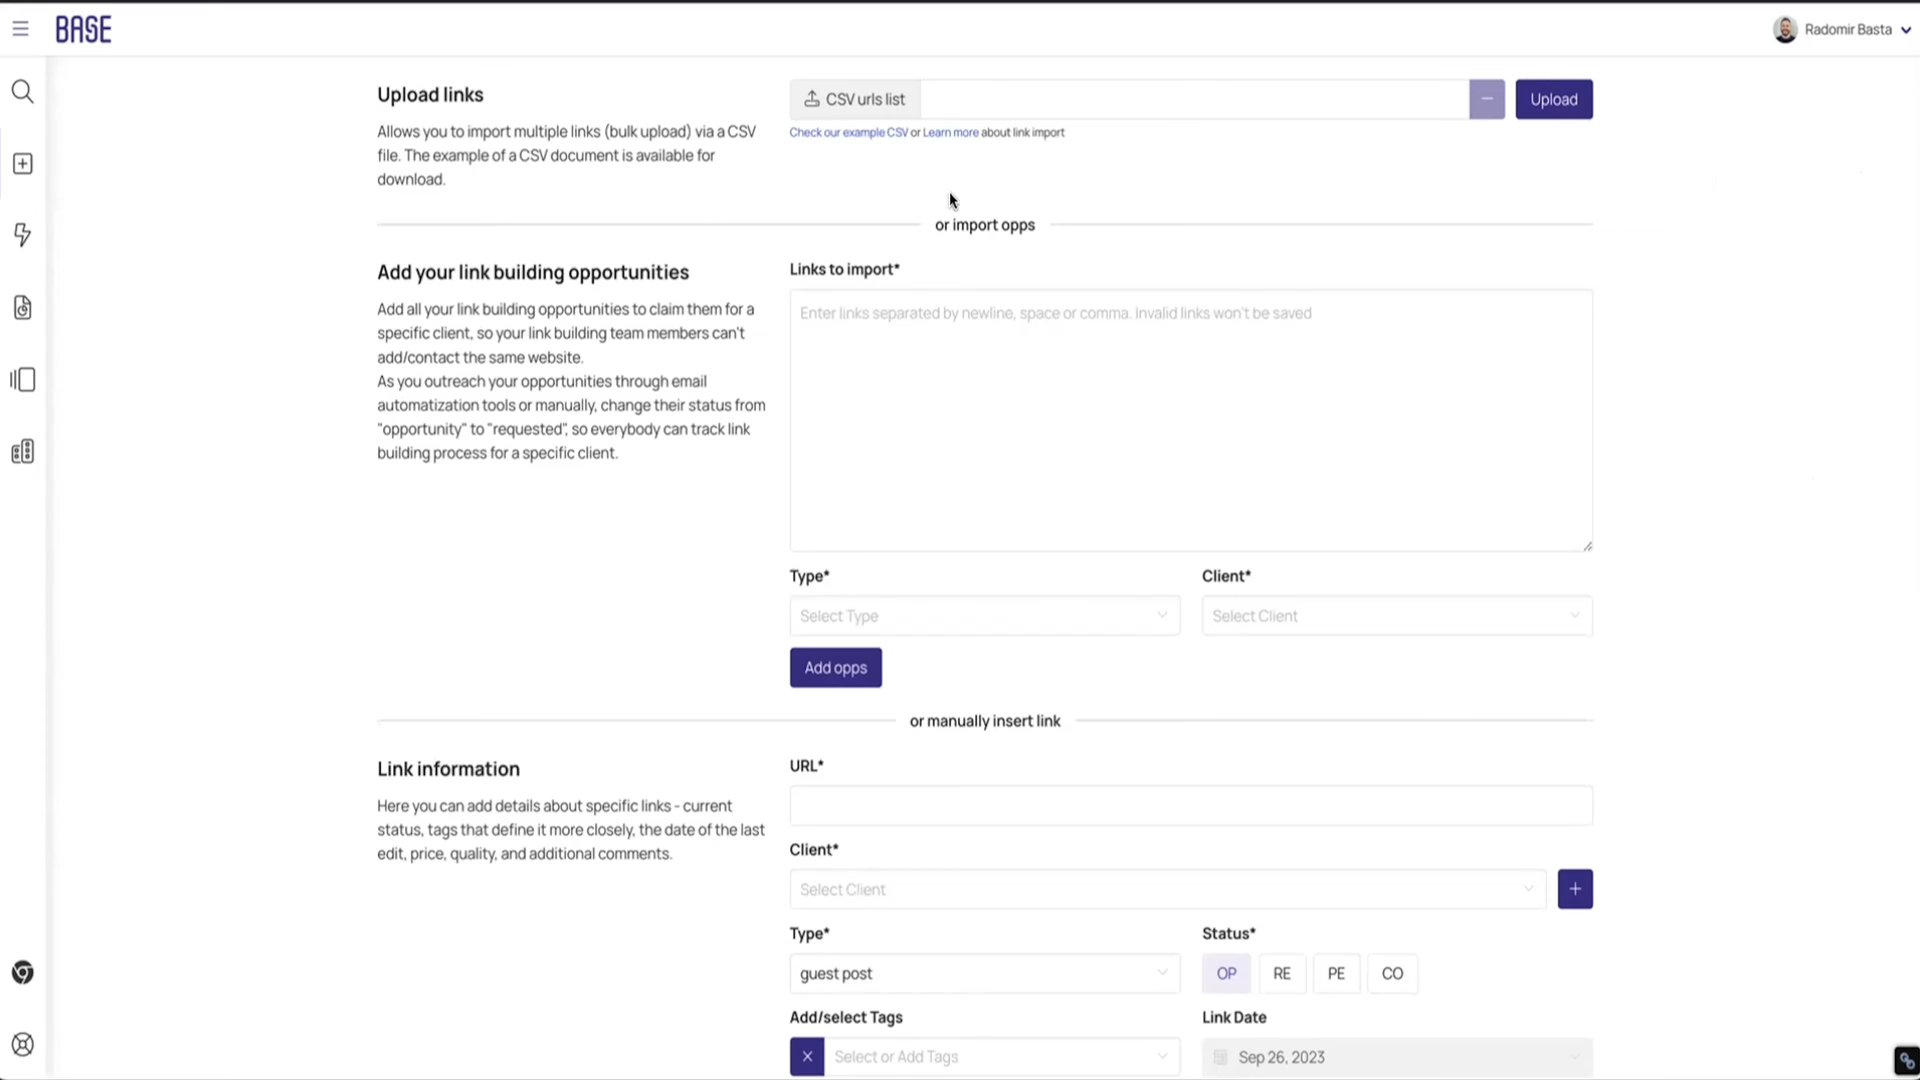 BASE
Radomir Basta
Upload links
Allows you to import multiple links (bulk upload) via a CSV
file. The example of a CSV document is available for
download.
CSV urls list
Upload
Check our example CSV or Learn more about link import
or import opps
Add your link building opportunities
Add all your link building opportunities to claim them for a
specific client, so your link building team members can't
add/contact the same website.
As you outreach your opportunities through email
automatization tools or manually, change their status from
"opportunity" to "requested", so everybody can track link
building process for a specific client.
Links to import*
Enter links separated by newline, space or comma. Invalid links won't be saved
Type*
Client*
Select Type
Select Client
Add opps
or manually insert link
Link information
Here you can add details about specific links - current
status, tags that define it more closely, the date of the last
edit, price, quality, and additional comments.
URL*
Client*
Select Client
Type*
Status*
guest post
OP
RE
PE
CO
Add/select Tags
Link Date
Select or Add Tags
Sep 26, 2023